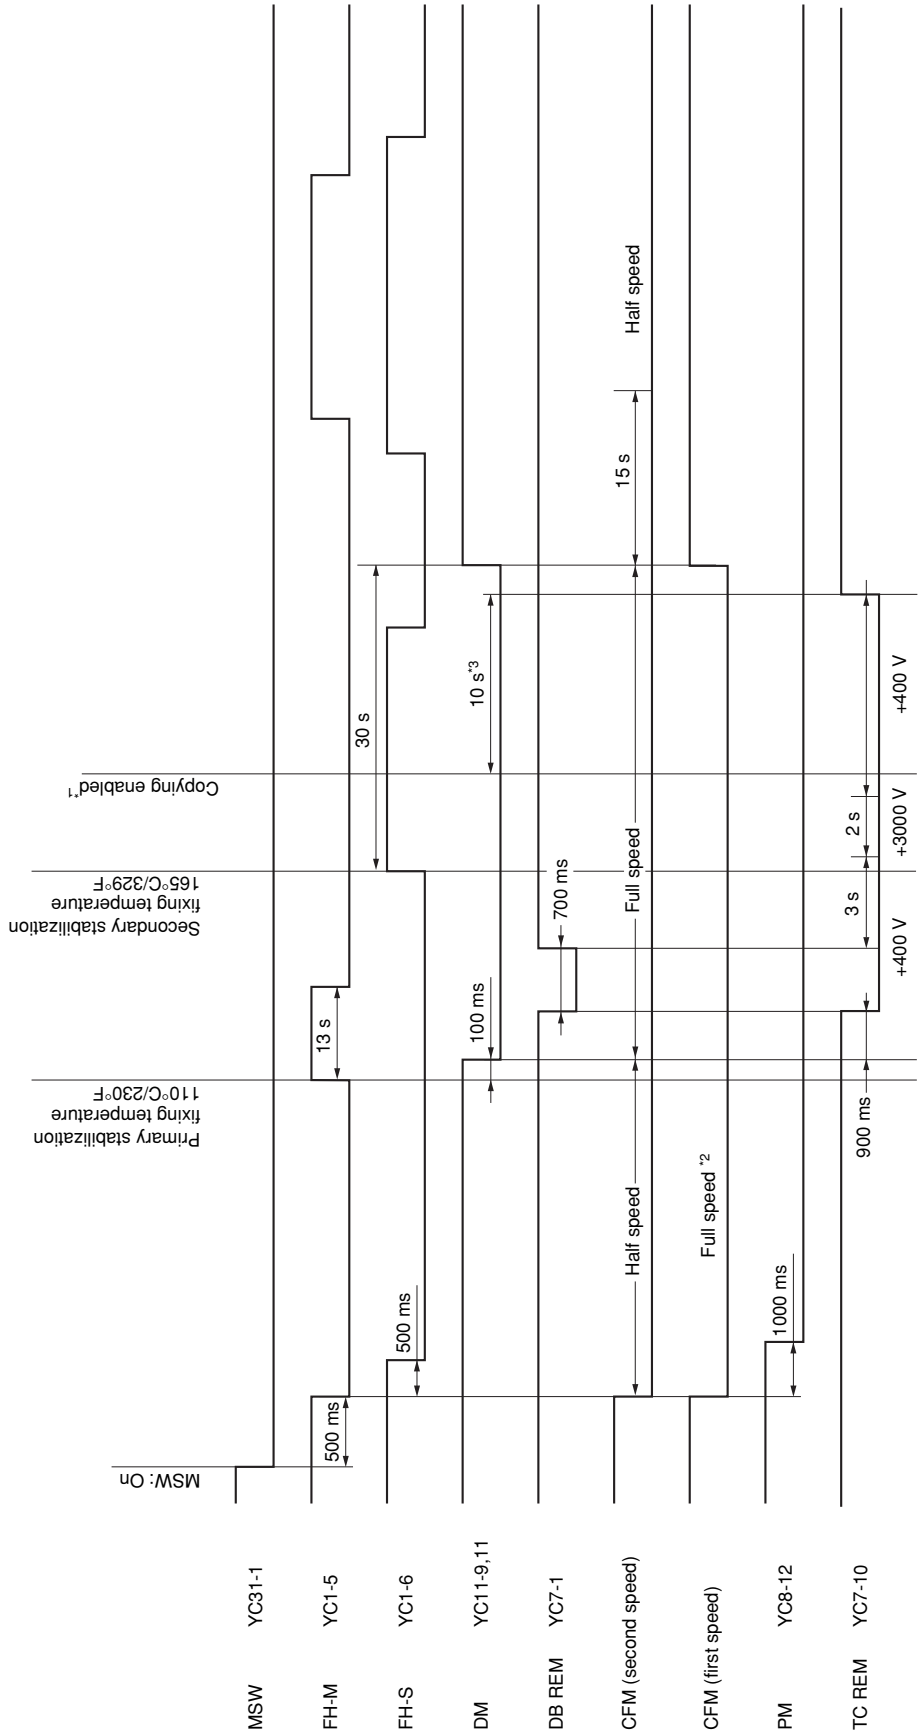 MSW: On
Primary stabilization
fixing temperature
110°C/230°F
Secondary stabilization
fixing temperature
165°C/329°F
Copying enabled*1
MSW YC31-1
FH-M YC1-5
500 ms
13 s
FH-S YC1-6
500 ms
30 s
DM YC11-9,11
100 ms
10 s*3
DB REM YC7-1
700 ms
CFM (second speed)
Half speed
Full speed
15 s
Half speed
CFM (first speed)
Full speed *2
PM YC8-12
1000 ms
TC REM YC7-10
900 ms
3 s
2 s
+400 V
+3000 V
+400 V